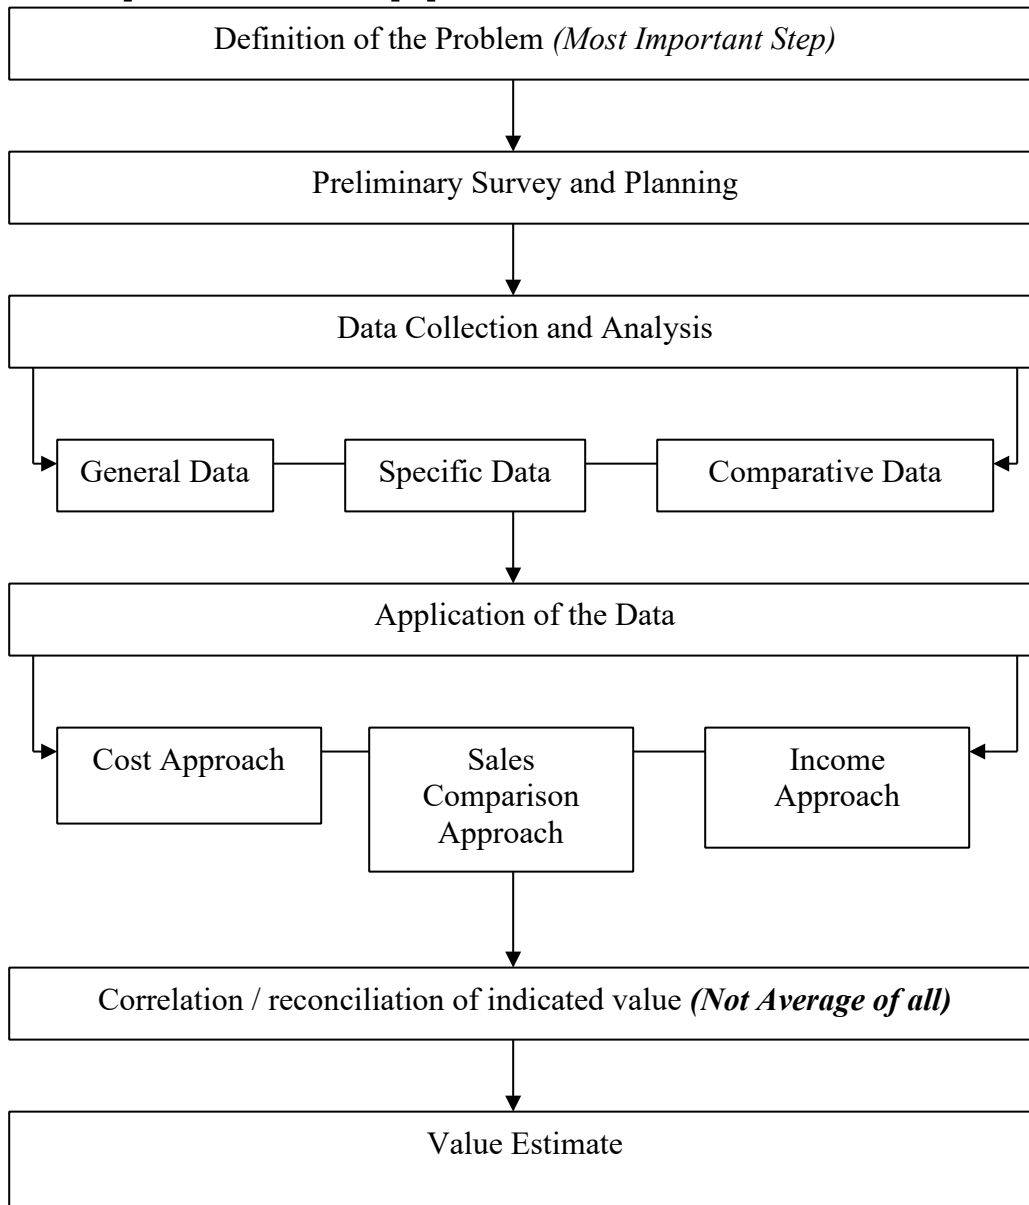 Definition of the Problem (Most Important Step)
Preliminary Survey and Planning
Data Collection and Analysis
General Data
Specific Data
Comparative Data
Application of the Data
Cost Approach
Sales
Comparison
Approach
Income
Approach
Correlation / reconciliation of indicated value (Not Average of all)
Value Estimate